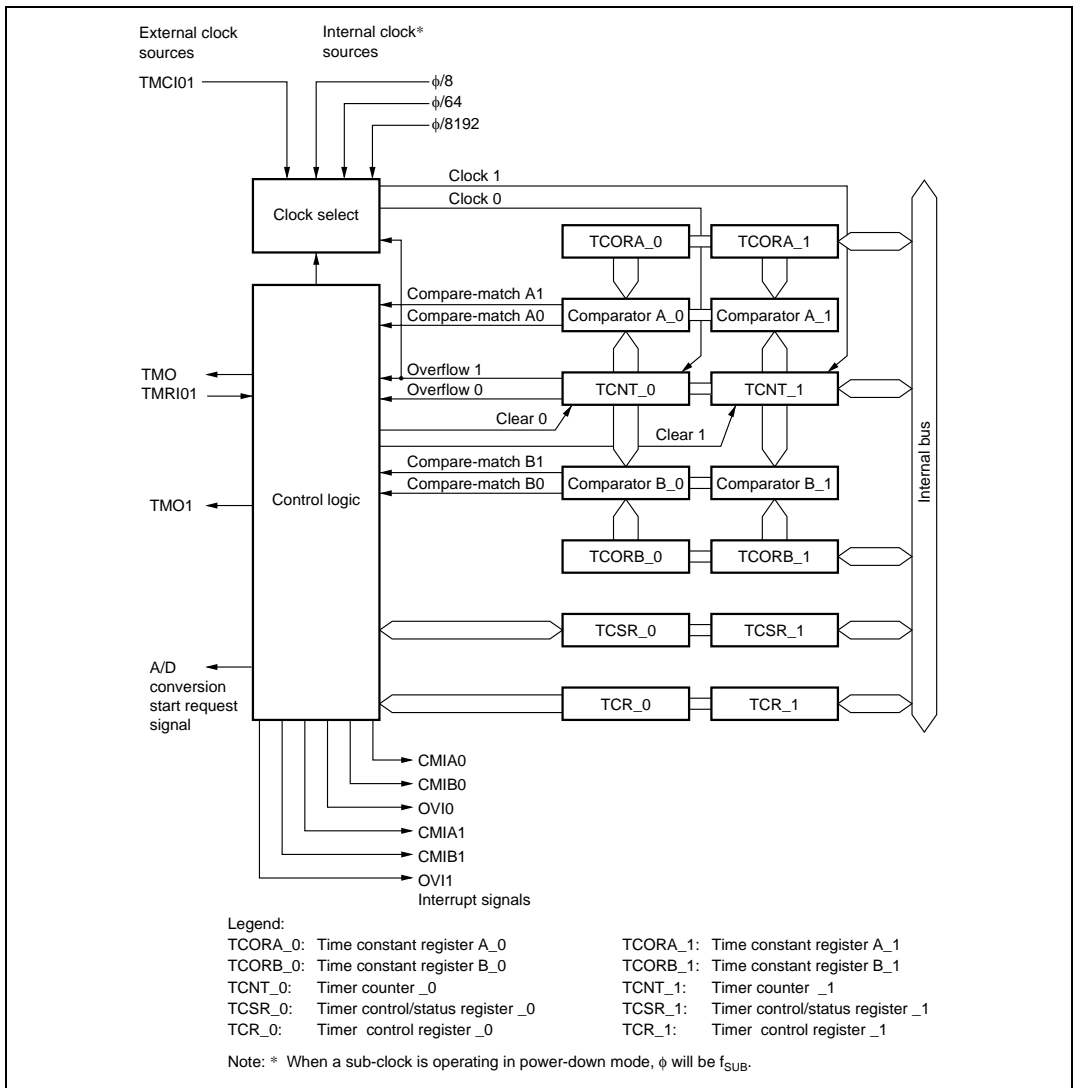 External clock
sources
Internal clock*
sources
TMCI01
ϕ/8
ϕ/64
ϕ/8192
Clock 1
Clock 0
Clock select
TCORA_0
TCORA_1
Compare-match A1
Compare-match A0
Comparator A_0
Comparator A_1
TMO
TMRI01
Overflow 1
Overflow 0
TCNT_0
TCNT_1
Clear 0
Clear 1
Internal bus
Compare-match B1
Compare-match B0
Comparator B_0
Comparator B_1
Control logic
TMO1
TCORB_0
TCORB_1
TCSR_0
TCSR_1
A/D
conversion
start request
signal
TCR_0
TCR_1
CMIA0
CMIB0
OVI0
CMIA1
CMIB1
OVI1
Interrupt signals
Legend:
TCORA_0: Time constant register A_0
TCORB_0: Time constant register B_0
TCNT_0: Timer counter _0
TCSR_0: Timer control/status register _0
TCR_0: Timer control register _0
TCORA_1: Time constant register A_1
TCORB_1: Time constant register B_1
TCNT_1: Timer counter _1
TCSR_1: Timer control/status register _1
TCR_1: Timer control register _1
Note: * When a sub-clock is operating in power-down mode, ϕ will be fSUB.